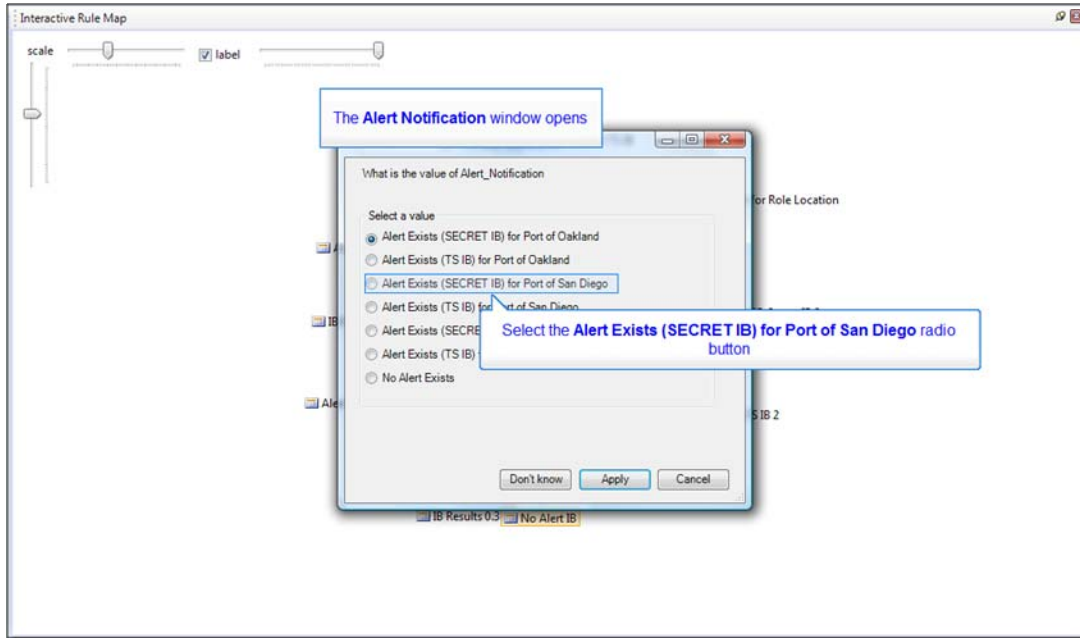 Interactive Rule Map
scale
label
The Alert Notification window opens
What is the value of Alert_Notification
for Role Location
Select a value
Alert Exists (SECRET IB) for Port of Oakland
Alert Exists (TS IB) for Port of Oakland
Alert Exists (SECRET IB) for Port of San Diego
Alert Exists (TS IB) for Port of San Diego
IB
Alert Exists (SECRE
Select the Alert Exists (SECRET IB) for Port of San Diego radio
button
Alert Exists (TS IB)
No Alert Exists
Ale
S IB 2
Don't know
Apply
Cancel
IB Results 0.3
No Alert IB